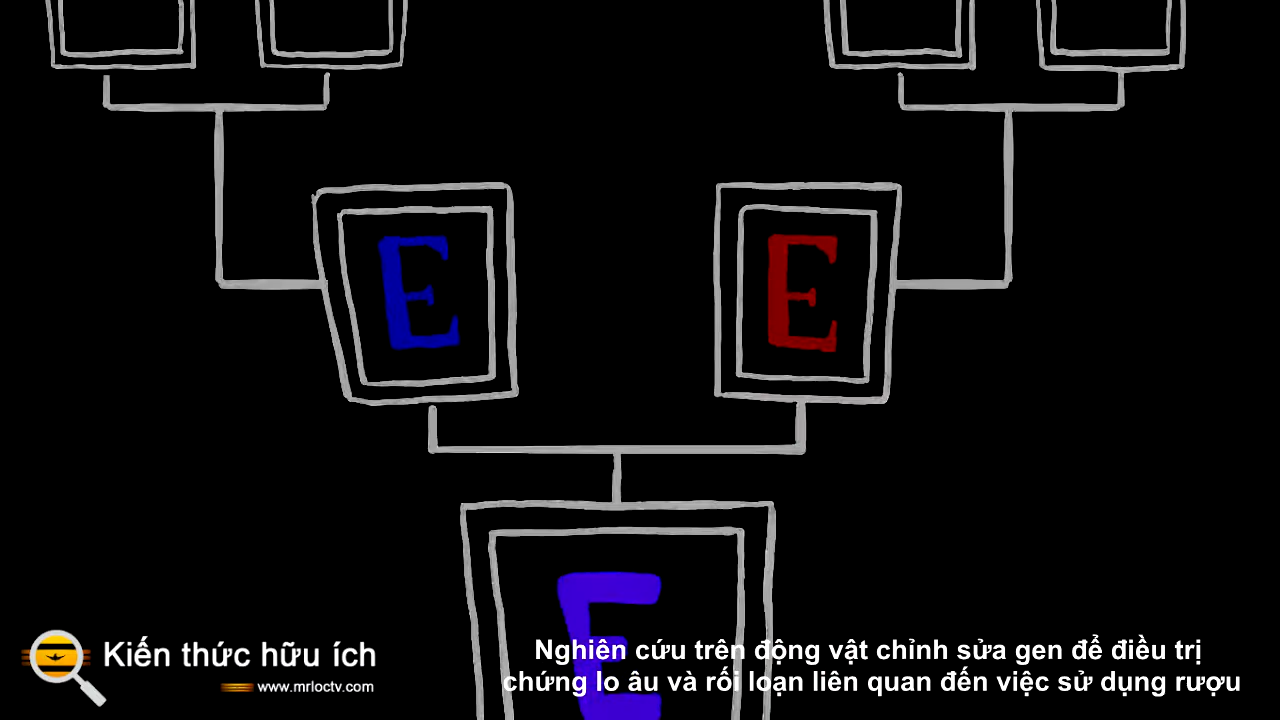 E E
E
Kiến thức hữu ích
www.mrloctv.com
Nghiên cứu trên động vật chỉnh sửa gen để điều trị
chứng lo âu và rối loạn liên quan đến việc sử dụng rượu